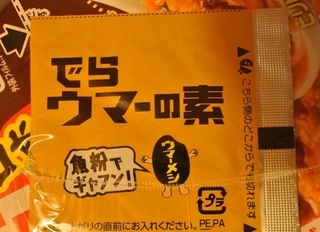 でら
ウマーの素
魚粉で
ギャフン!
ウマーメシ
こちら側のどこからでも切れます
プラ
上がりの直前にお入れください。
PE,PA